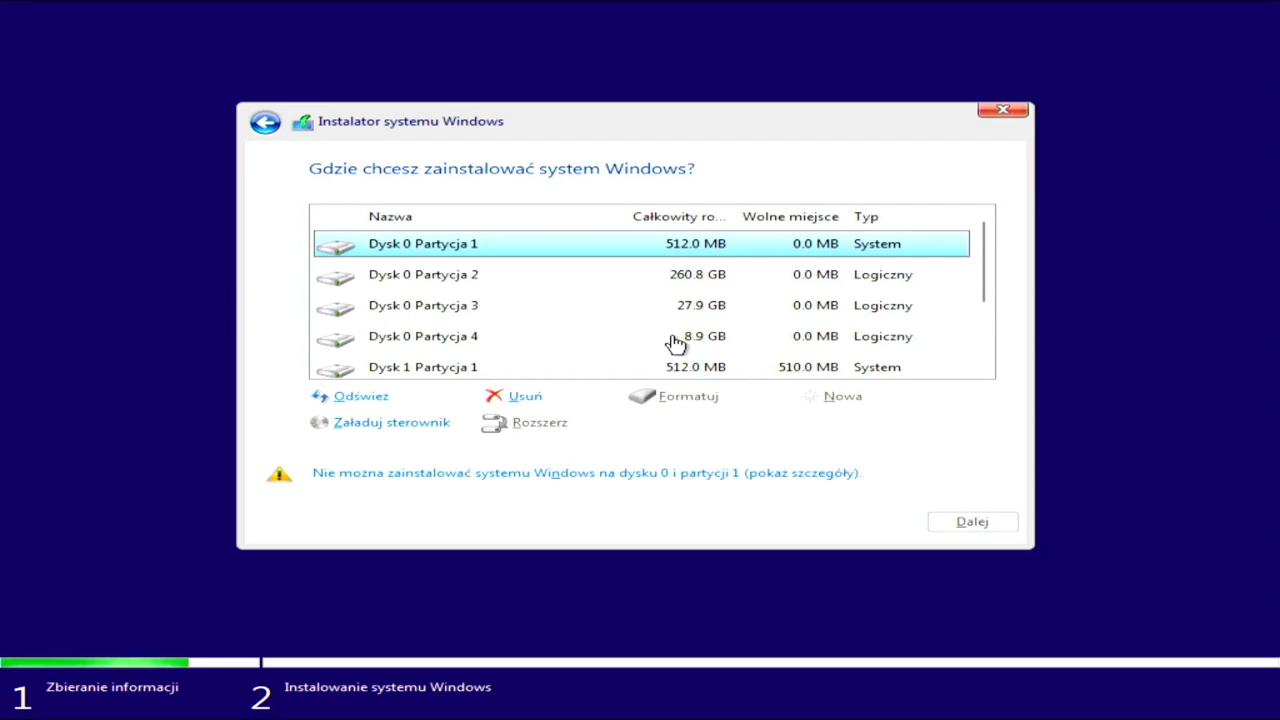 Instalator systemu Windows
Gdzie chcesz zainstalować system Windows?
Nazwa Całkowity ro... Wolne miejsce Typ
Dysk 0 Partycja 1 512.0 MB 0.0 MB System
Dysk 0 Partycja 2 260.8 GB 0.0 MB Logiczny
Dysk 0 Partycja 3 27.9 GB 0.0 MB Logiczny
Dysk 0 Partycja 4 8.9 GB 0.0 MB Logiczny
Dysk 1 Partycja 1 512.0 MB 510.0 MB System
Odśwież Usuń Formatuj Nowa
Załaduj sterownik Rozszerz
Nie można zainstalować systemu Windows na dysku 0 i partycji 1 (pokaż szczegóły).
Dalej
1 Zbieranie informacji 2 Instalowanie systemu Windows